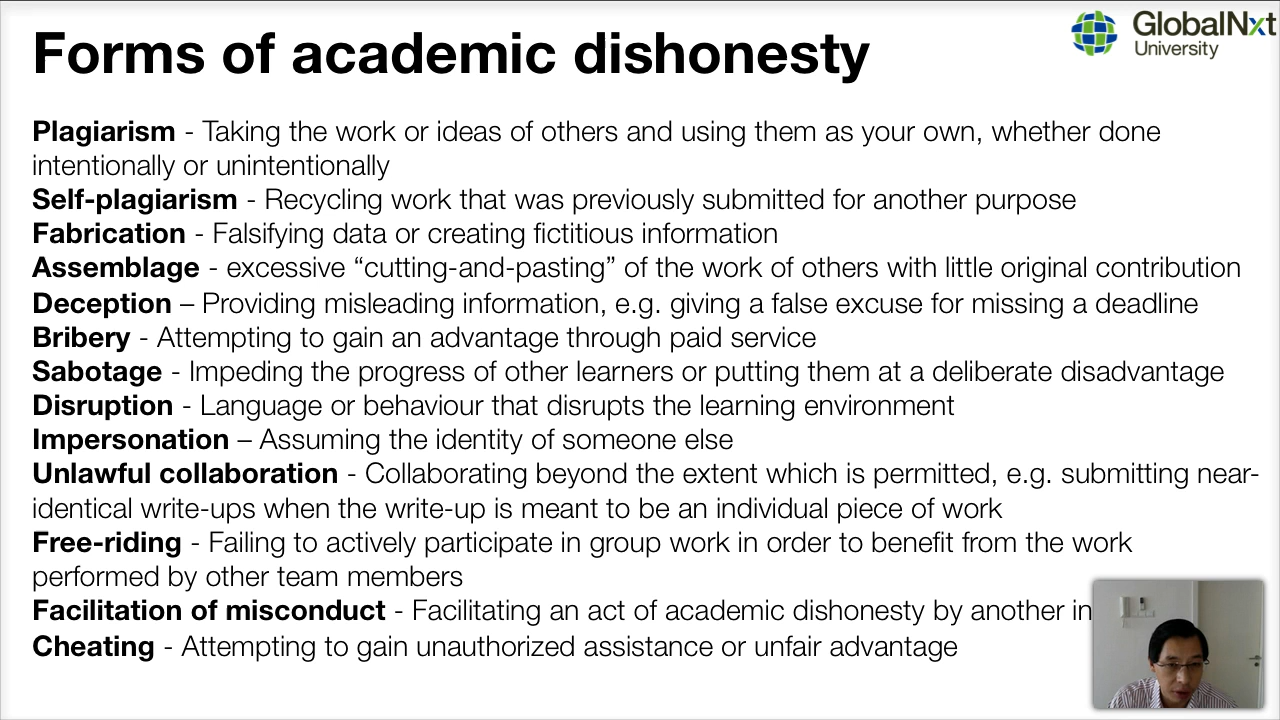 Forms of academic dishonesty
GlobalNxt
University
Plagiarism - Taking the work or ideas of others and using them as your own, whether done
intentionally or unintentionally
Self-plagiarism - Recycling work that was previously submitted for another purpose
Fabrication - Falsifying data or creating fictitious information
Assemblage - excessive “cutting-and-pasting” of the work of others with little original contribution
Deception – Providing misleading information, e.g. giving a false excuse for missing a deadline
Bribery - Attempting to gain an advantage through paid service
Sabotage - Impeding the progress of other learners or putting them at a deliberate disadvantage
Disruption - Language or behaviour that disrupts the learning environment
Impersonation – Assuming the identity of someone else
Unlawful collaboration - Collaborating beyond the extent which is permitted, e.g. submitting near-
identical write-ups when the write-up is meant to be an individual piece of work
Free-riding - Failing to actively participate in group work in order to benefit from the work
performed by other team members
Facilitation of misconduct - Facilitating an act of academic dishonesty by another
Cheating - Attempting to gain unauthorized assistance or unfair advantage